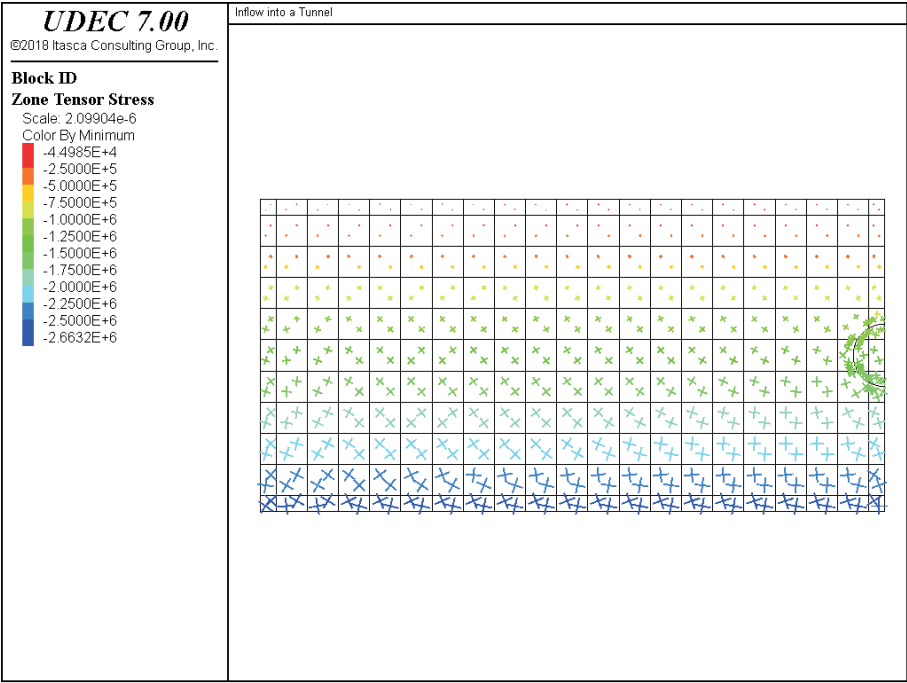 UDEC 7.00
©2018 Itasca Consulting Group, Inc.
Block ID
Zone Tensor Stress
Scale: 2.09904e-6
Color By Minimum
-4.4985E+4
-2.5000E+5
-5.0000E+5
-7.5000E+5
-1.0000E+6
-1.2500E+6
-1.5000E+6
-1.7500E+6
-2.0000E+6
-2.2500E+6
-2.5000E+6
-2.6632E+6
Inflow into a Tunnel